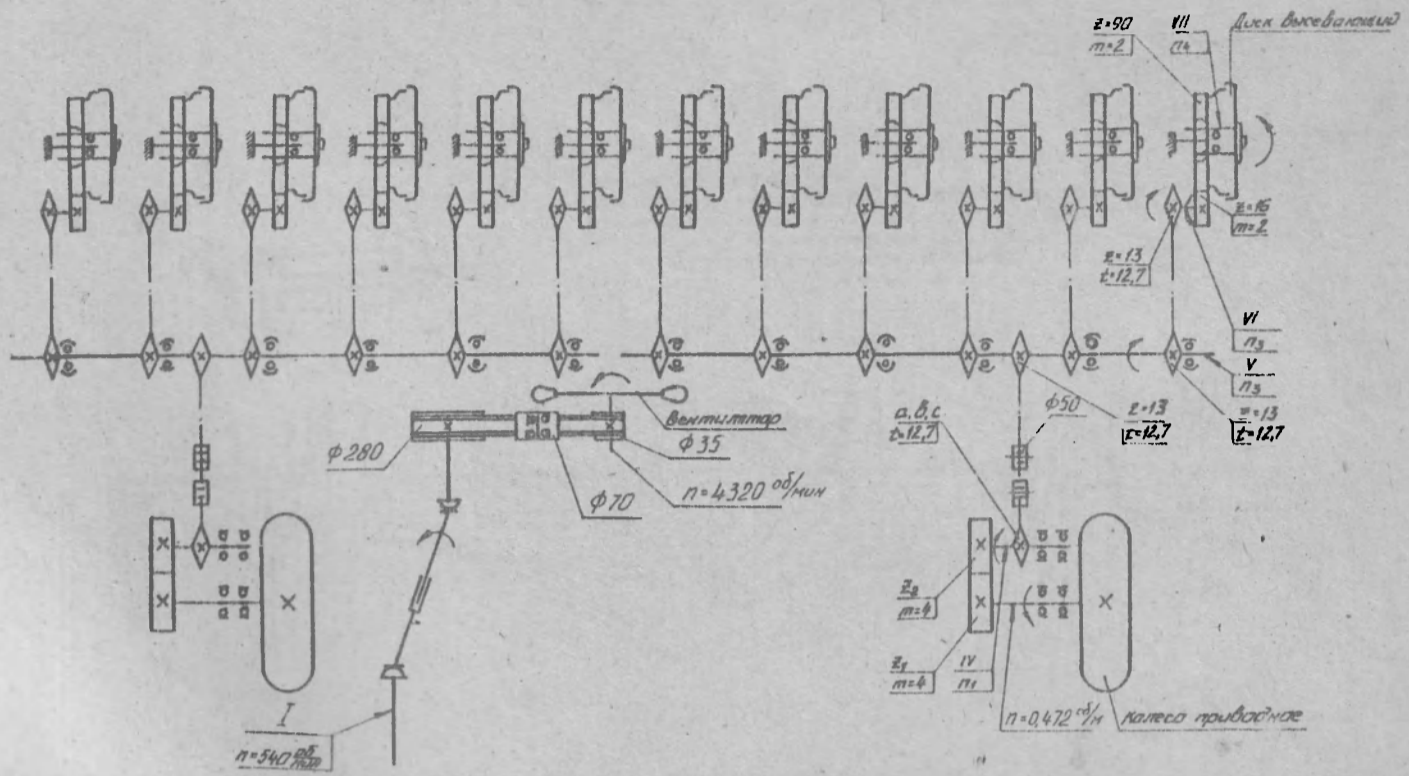 z=90
m=2
VII
n4
Диск высевающий
z=16
m=2
z=13
t=12,7
VI
n3
V
n3
Вентиттор
Ф280
Ф35
Ф70
n=4320 об/мин
а, в, с
t=12,7
Ф50
z=13
t=12,7
z=13
t=12,7
z2
m=4
z1
m=4
IV
n1
n=0,472 об/м
Колесо приводное
I
n=540 об/мин